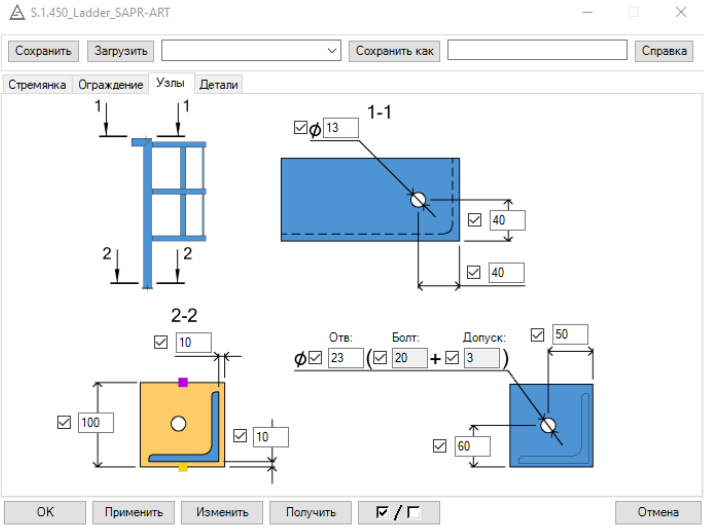 S.1.450_Ladder_SAPR-ART
Сохранить Загрузить Сохранить как Справка
Стремянка Ограждение Узлы Детали
1 1
1-1
ϕ 13
40
40
2 2
2-2
10
100
10
Отв: Болт: Допуск:
ϕ 23 ( 20 + 3 )
50
60
OK Применить Изменить Получить / Отмена